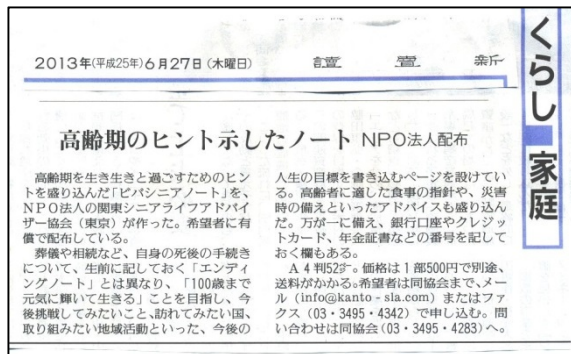 2013年(平成25年)6月27日(木曜日)
讀賣新
くらし 家庭
高齢期のヒント示したノート NPO法人配布
高齢期を生き生きと過ごすためのヒン
トを盛り込んだ「ビバシニアノート」を、
NPO法人の関東シニアライフアドバイ
ザー協会(東京)が作った。希望者に有
償で配布している。
葬儀や相続など、自身の死後の手続き
について、生前に記しておく「エンディ
ングノート」とは異なり、「100歳まで
元気に輝いて生きる」ことを目指し、今
後挑戦してみたいこと、訪れてみたい国、
取り組みたい地域活動といった、今後の
人生の目標を書き込むページを設けてい
る。高齢者に適した食事の指針や、災害
時の備えといったアドバイスも盛り込ん
だ。万が一に備え、銀行口座やクレジッ
トカード、年金証書などの番号を記して
おく欄もある。
A4判52㌻。価格は1部500円で別途、
送料がかかる。希望者は同協会まで、メー
ル(info@kanto-sla.com)またはファ
クス(03・3495・4342)で申し込む。問
い合わせは同協会(03・3495・4283)へ。